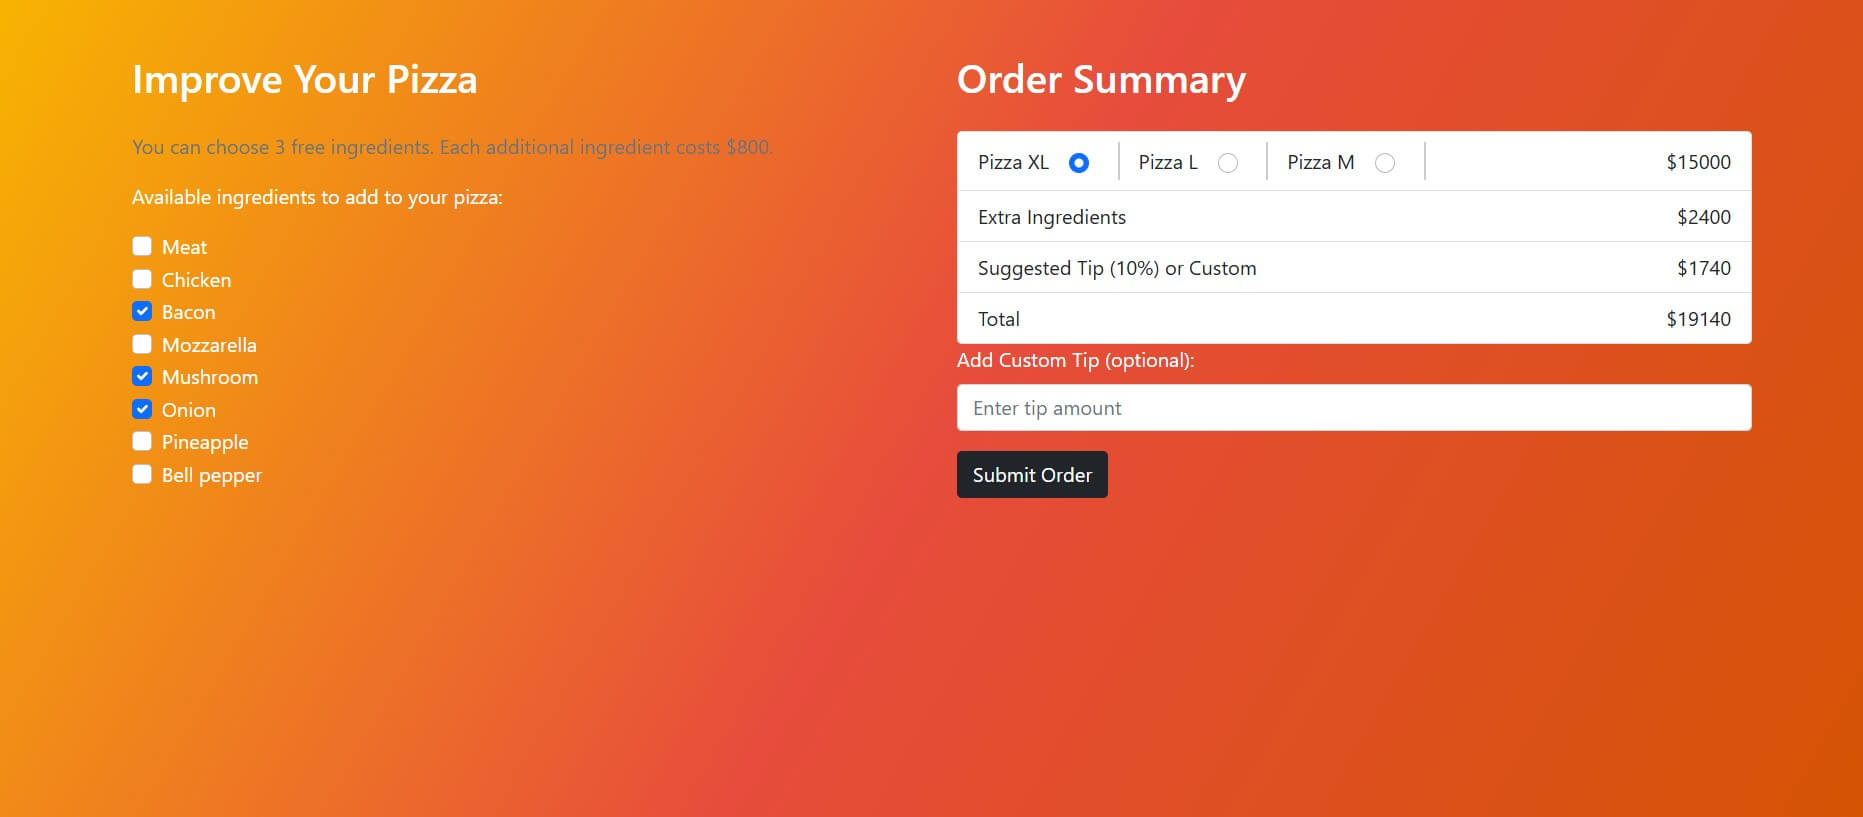 Improve Your Pizza
You can choose 3 free ingredients. Each additional ingredient costs $800.
Available ingredients to add to your pizza:
Meat
Chicken
Bacon
Mozzarella
Mushroom
Onion
Pineapple
Bell pepper
Order Summary
Pizza XL Pizza L Pizza M $15000
Extra Ingredients $2400
Suggested Tip (10%) or Custom $1740
Total $19140
Add Custom Tip (optional):
Enter tip amount
Submit Order